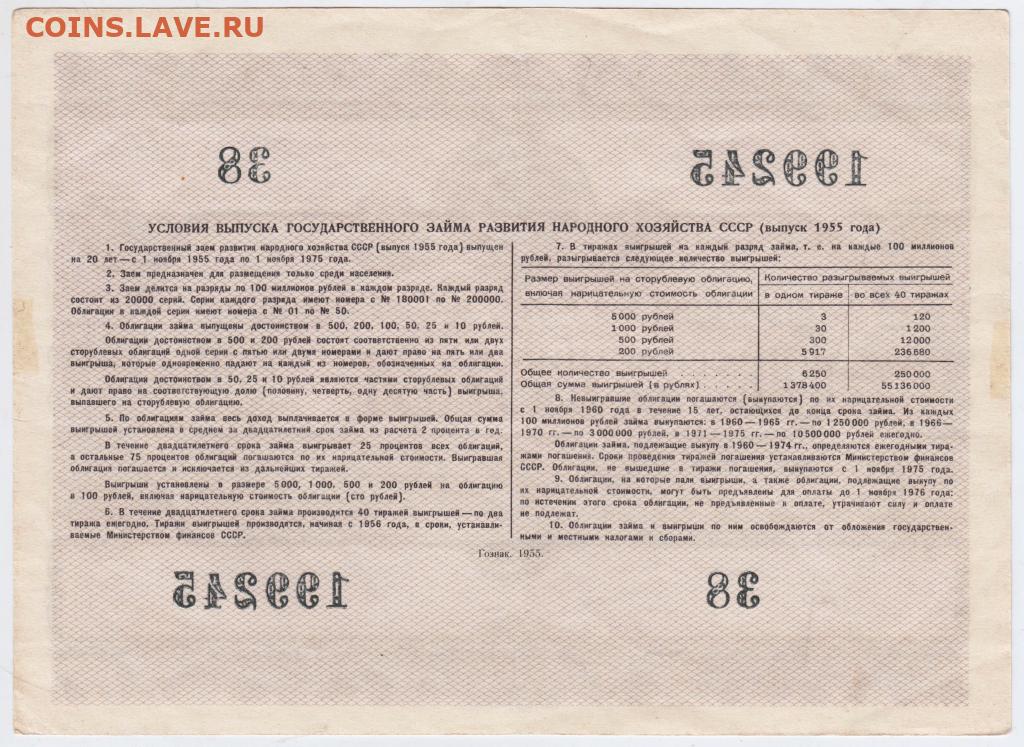 COINS.LAVE.RU
38
199245
УСЛОВИЯ ВЫПУСКА ГОСУДАРСТВЕННОГО ЗАЙМА РАЗВИТИЯ НАРОДНОГО ХОЗЯЙСТВА СССР (выпуск 1955 года)
1. Государственный заем развития народного хозяйства СССР (выпуск 1955 года) выпущен
на 20 лет — с 1 ноября 1955 года по 1 ноября 1975 года.
2. Заем предназначен для размещения только среди населения.
3. Заем делится на разряды по 100 миллионов рублей в каждом разряде. Каждый разряд
состоит из 20000 серий. Серии каждого разряда имеют номера с № 180001 по № 200000.
Облигации в каждой серии имеют номера с № 01 по № 50.
4. Облигации займа выпущены достоинством в 500, 200, 100, 50, 25 и 10 рублей.
Облигации достоинством в 500 и 200 рублей состоят соответственно из пяти или двух
сторублевых облигаций одной серии с пятью или двумя номерами и дают право на пять или два
выигрыша, которые одновременно падают на каждый из номеров, обозначенных на облигации.
Облигации достоинством в 50, 25 и 10 рублей являются частями сторублевых облигаций
и дают право на соответствующую долю (половину, четверть, одну десятую часть) выигрыша,
выпавшего на сторублевую облигацию.
5. По облигациям займа весь доход выплачивается в форме выигрышей. Общая сумма
выигрышей установлена в среднем за двадцатилетний срок займа из расчета 2 процента в год.
В течение двадцатилетнего срока займа выигрывает 25 процентов всех облигаций,
а остальные 75 процентов облигаций погашаются по их нарицательной стоимости. Выигравшая
облигация погашается и исключается из дальнейших тиражей.
Выигрыши установлены в размере 5000, 1000, 500 и 200 рублей на облигацию
в 100 рублей, включая нарицательную стоимость облигации (сто рублей).
6. В течение двадцатилетнего срока займа производится 40 тиражей выигрышей — по два
тиража ежегодно. Тиражи выигрышей производятся, начиная с 1956 года, в сроки, устанавли-
ваемые Министерством финансов СССР.
7. В тиражах выигрышей на каждый разряд займа, т. е. на каждые 100 миллионов
рублей, разыгрывается следующее количество выигрышей:
Размер выигрышей на сторублевую облигацию, Количество разыгрываемых выигрышей
включая нарицательную стоимость облигации в одном тираже во всех 40 тиражах
5000 рублей 3 120
1000 рублей 30 1200
500 рублей 300 12000
200 рублей 5917 236680
Общее количество выигрышей . . . . . . . . 6250 250000
Общая сумма выигрышей (в рублях) . . . . . 1378400 55136000
8. Невыигравшие облигации погашаются (выкупаются) по их нарицательной стоимости
с 1 ноября 1960 года в течение 15 лет, остающихся до конца срока займа. Из каждых
100 миллионов рублей займа выкупаются: в 1960—1965 гг.—по 1250000 рублей, в 1966—
1970 гг.—по 3000000 рублей, в 1971—1975 гг.—по 10500000 рублей ежегодно.
Облигации займа, подлежащие выкупу в 1960—1974 гг., определяются ежегодными тира-
жами погашения. Сроки проведения тиражей погашения устанавливаются Министерством финансов
СССР. Облигации, не вышедшие в тиражи погашения, выкупаются с 1 ноября 1975 года.
9. Облигации, на которые пали выигрыши, а также облигации, подлежащие выкупу по
их нарицательной стоимости, могут быть предъявлены для оплаты до 1 ноября 1976 года;
по истечении этого срока облигации, не предъявленные к оплате, утрачивают силу и оплате
не подлежат.
10. Облигации займа и выигрыши по ним освобождаются от обложения государствен-
ными и местными налогами и сборами.
Гознак. 1955.
199245
38